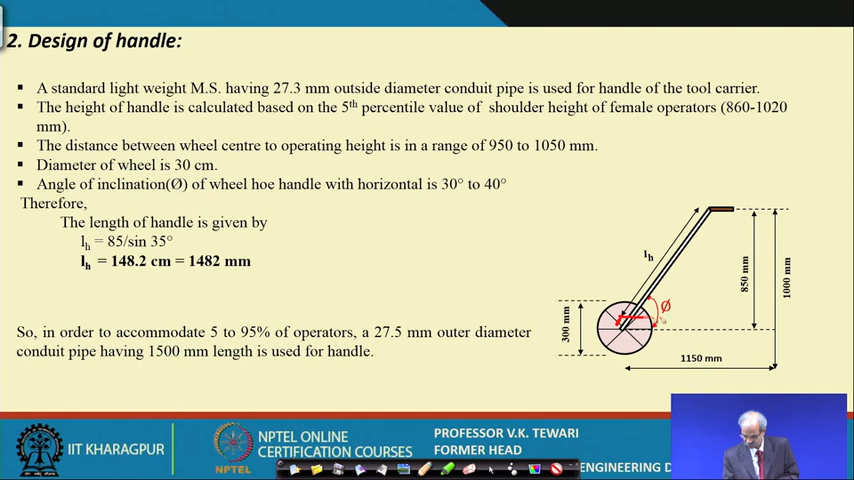 2. Design of handle:
▪ A standard light weight M.S. having 27.3 mm outside diameter conduit pipe is used for handle of the tool carrier.
▪ The height of handle is calculated based on the 5th percentile value of shoulder height of female operators (860-1020
mm).
▪ The distance between wheel centre to operating height is in a range of 950 to 1050 mm.
▪ Diameter of wheel is 30 cm.
▪ Angle of inclination(Ø) of wheel hoe handle with horizontal is 30° to 40°
Therefore,
The length of handle is given by
lh = 85/sin 35°
lh = 148.2 cm = 1482 mm
So, in order to accommodate 5 to 95% of operators, a 27.5 mm outer diameter
conduit pipe having 1500 mm length is used for handle.
lh
850 mm
1000 mm
Ø
300 mm
1150 mm
IIT KHARAGPUR
NPTEL
NPTEL ONLINE
CERTIFICATION COURSES
PROFESSOR V.K. TEWARI
FORMER HEAD
ENGINEERING D